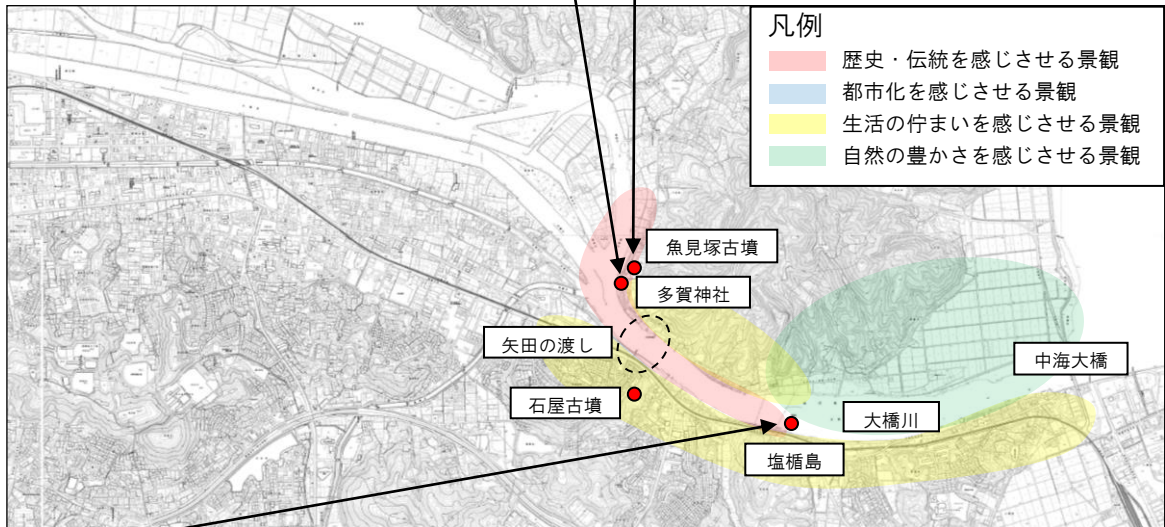 凡例
歴史・伝統を感じさせる景観
都市化を感じさせる景観
生活の佇まいを感じさせる景観
自然の豊かさを感じさせる景観
魚見塚古墳
多賀神社
矢田の渡し
中海大橋
石屋古墳
大橋川
塩楯島